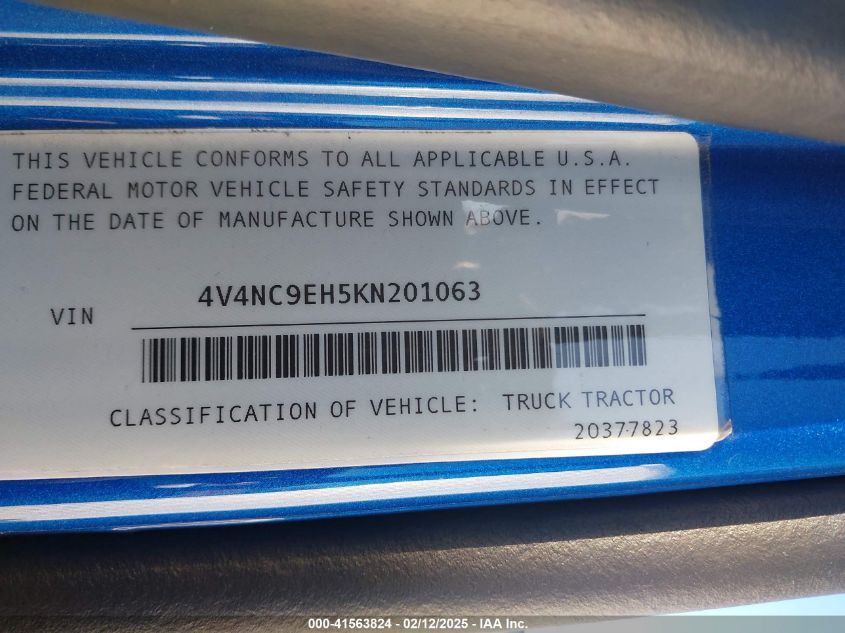 THIS VEHICLE CONFORMS TO ALL APPLICABLE U.S.A.
FEDERAL MOTOR VEHICLE SAFETY STANDARDS IN EFFECT
ON THE DATE OF MANUFACTURE SHOWN ABOVE.
VIN 4V4NC9EH5KN201063
CLASSIFICATION OF VEHICLE: TRUCK TRACTOR
20377823
000-41563824 - 02/12/2025 - IAA Inc.